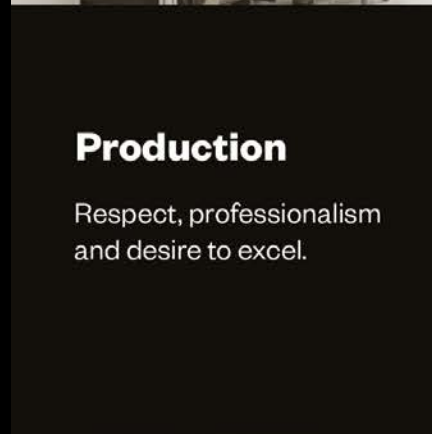 Production
Respect, professionalism
and desire to excel.